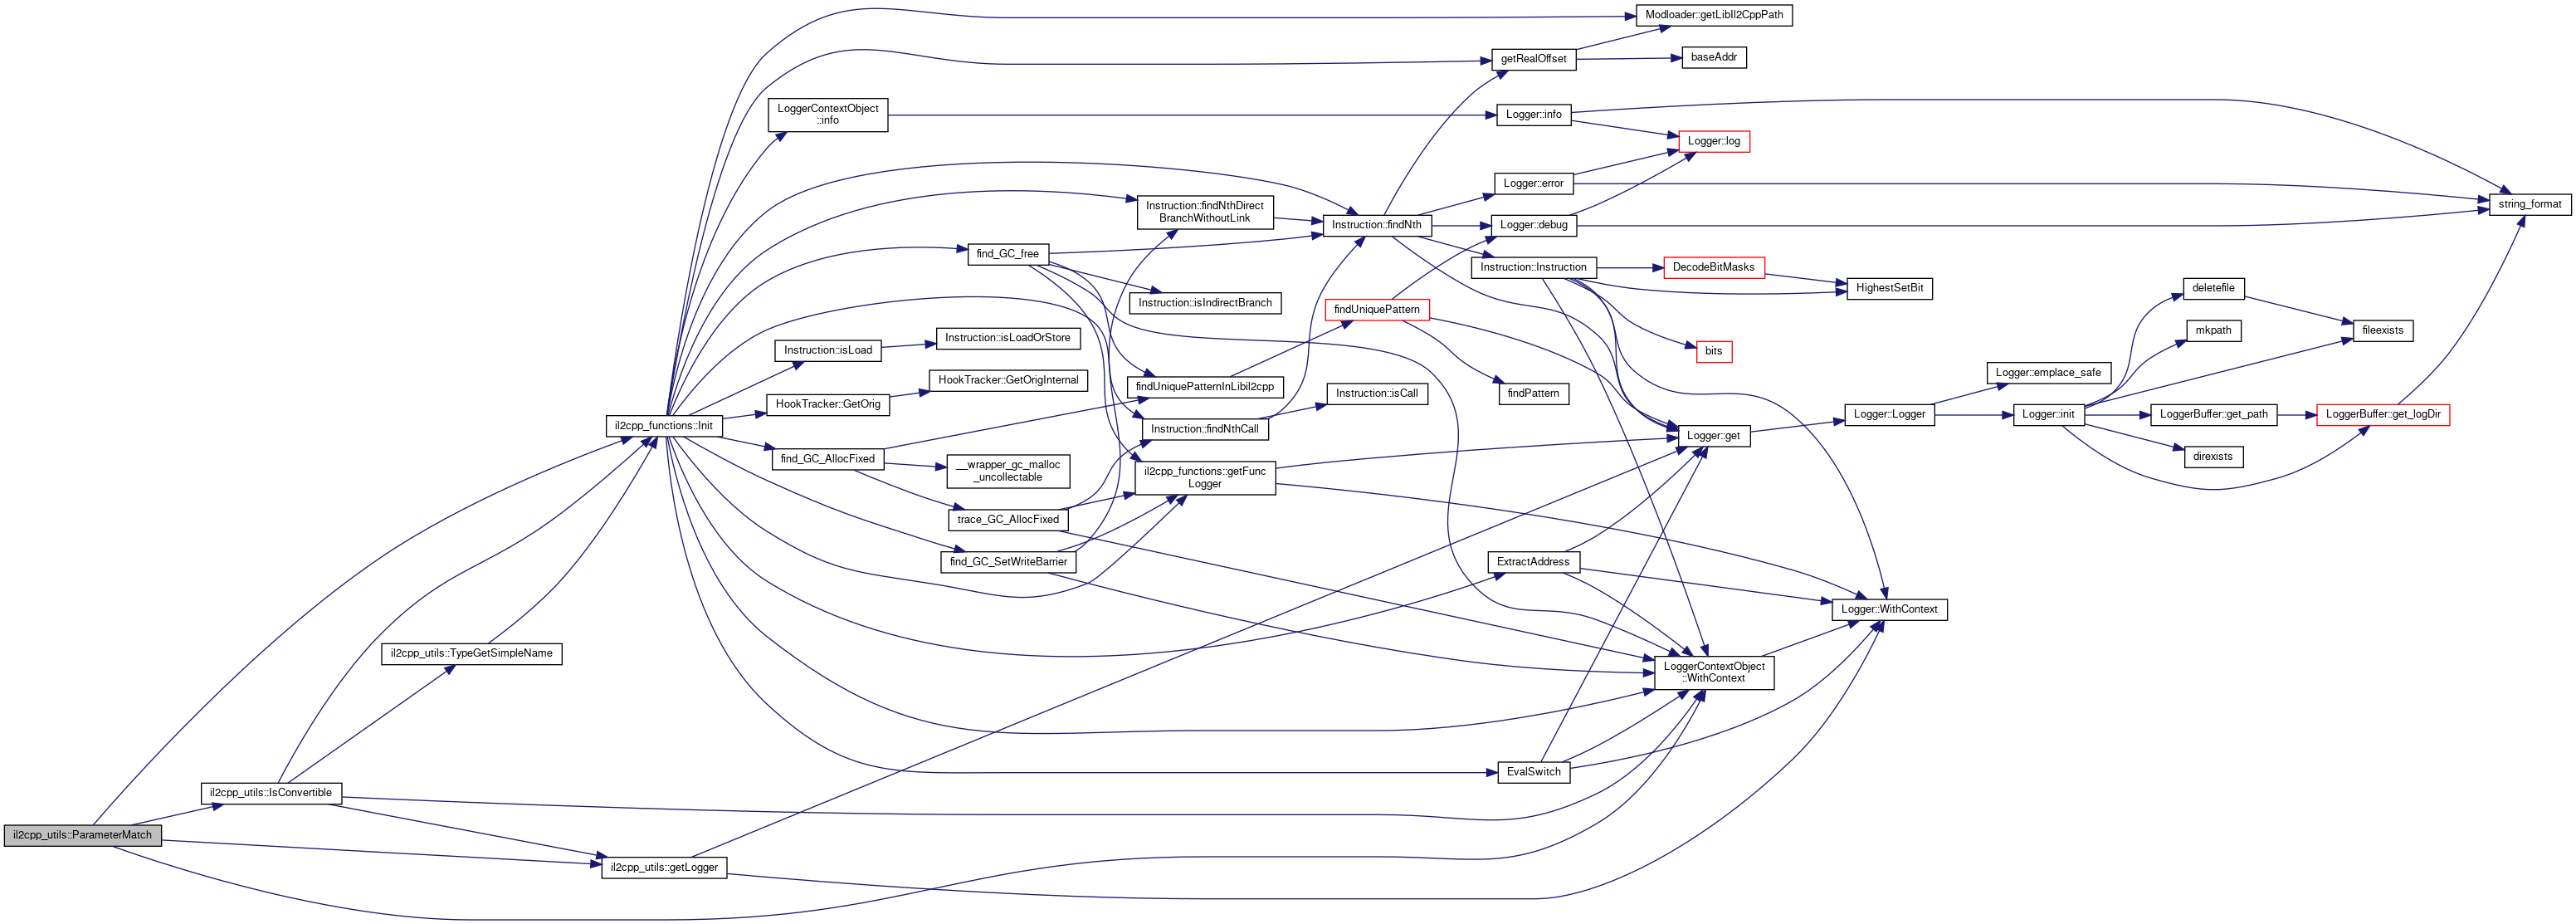 Modloader::getLibIl2CppPath
getRealOffset
baseAddr
LoggerContextObject
::info
Logger::info
Logger::log
Logger::error
string_format
Instruction::findNthDirect
BranchWithoutLink
Instruction::findNth
Logger::debug
find_GC_free
Instruction::Instruction
DecodeBitMasks
HighestSetBit
deletefile
Instruction::isIndirectBranch
findUniquePattern
mkpath
fileexists
Instruction::isLoad
Instruction::isLoadOrStore
bits
Logger::emplace_safe
HookTracker::GetOrigInternal
findUniquePatternInLibil2cpp
Instruction::isCall
findPattern
HookTracker::GetOrig
Logger::Logger
Logger::init
LoggerBuffer::get_path
LoggerBuffer::get_logDir
il2cpp_functions::Init
Instruction::findNthCall
Logger::get
direxists
find_GC_AllocFixed
__wrapper_gc_malloc
_uncollectable
il2cpp_functions::getFunc
Logger
trace_GC_AllocFixed
find_GC_SetWriteBarrier
ExtractAddress
Logger::WithContext
il2cpp_utils::TypeGetSimpleName
LoggerContextObject
::WithContext
EvalSwitch
il2cpp_utils::IsConvertible
il2cpp_utils::ParameterMatch
il2cpp_utils::getLogger